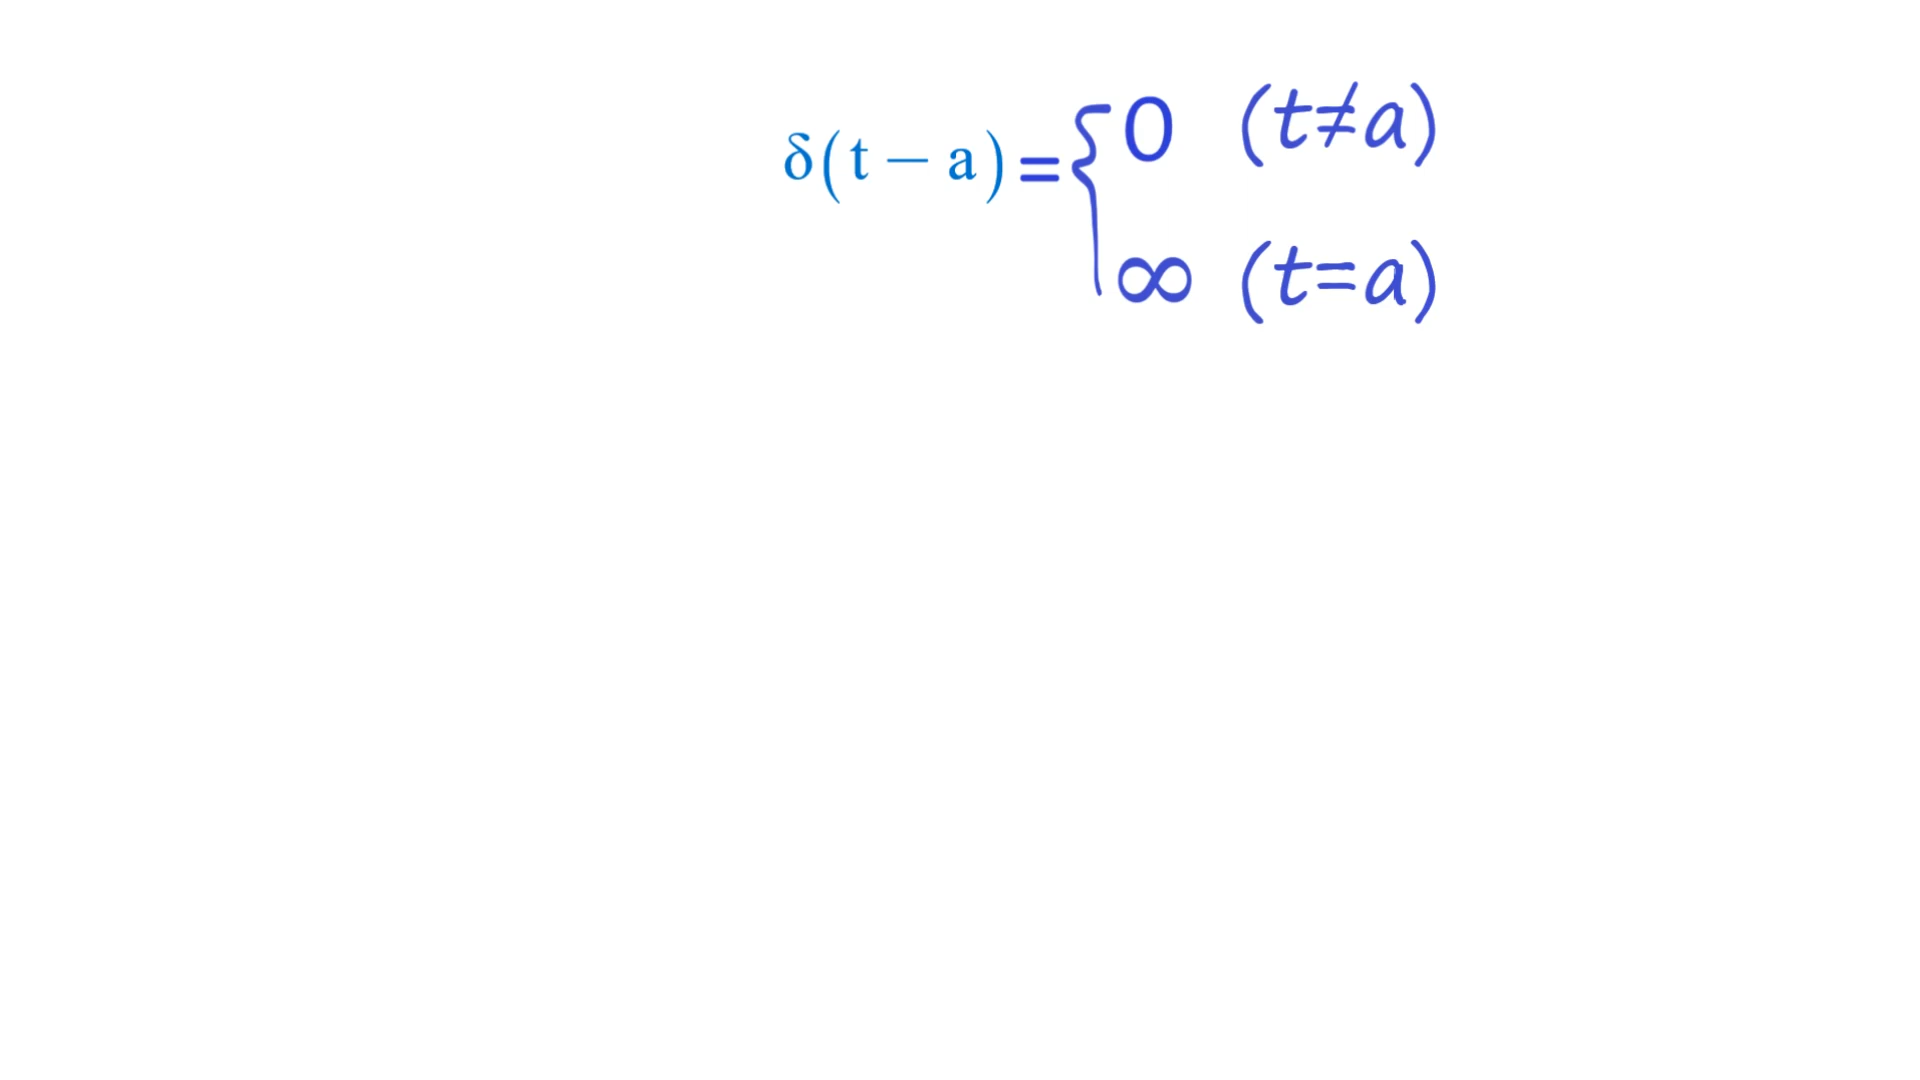 δ(t − a)={0 (t≠a)
∞ (t=a)